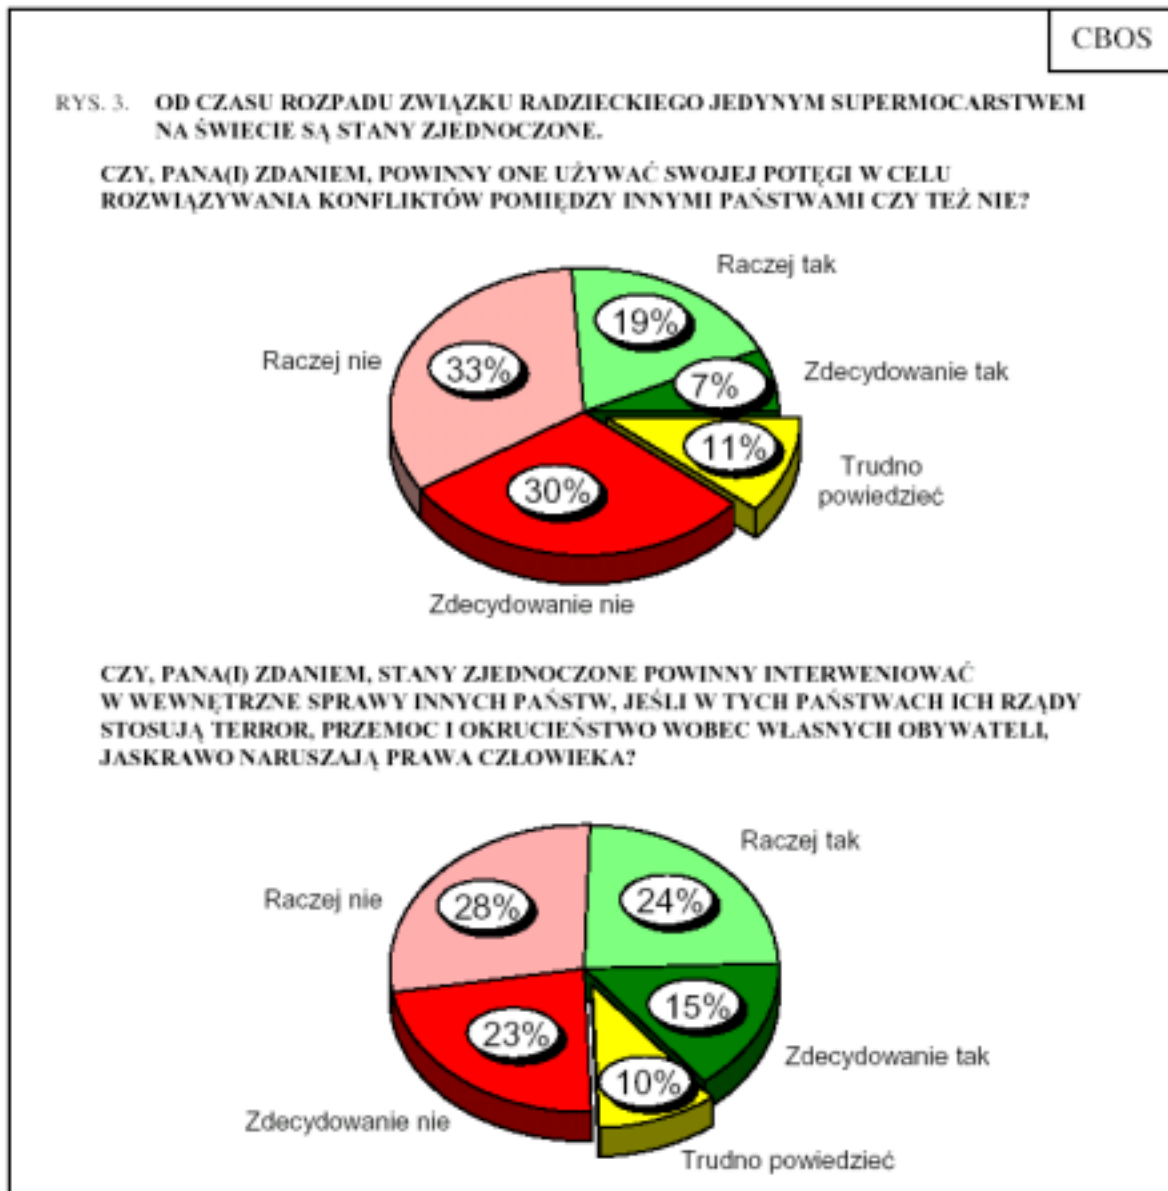 CBOS
RYS. 3. OD CZASU ROZPADU ZWIĄZKU RADZIECKIEGO JEDYNYM SUPERMOCARSTWEM
NA ŚWIECIE SĄ STANY ZJEDNOCZONE.
CZY, PANA(I) ZDANIEM, POWINNY ONE UŻYWAĆ SWOJEJ POTĘGI W CELU
ROZWIĄZYWANIA KONFLIKTÓW POMIĘDZY INNYMI PAŃSTWAMI CZY TEŻ NIE?
Raczej tak
19%
Raczej nie
33%
Zdecydowanie tak
7%
11%
Trudno
powiedzieć
30%
Zdecydowanie nie
CZY, PANA(I) ZDANIEM, STANY ZJEDNOCZONE POWINNY INTERWENIOWAĆ
W WEWNĘTRZNE SPRAWY INNYCH PAŃSTW, JEŚLI W TYCH PAŃSTWACH ICH RZĄDY
STOSUJĄ TERROR, PRZEMOC I OKRUCIEŃSTWO WOBEC WŁASNYCH OBYWATELI,
JASKRAWO NARUSZAJĄ PRAWA CZŁOWIEKA?
Raczej tak
Raczej nie
28%
24%
15%
23%
Zdecydowanie tak
10%
Zdecydowanie nie
Trudno powiedzieć